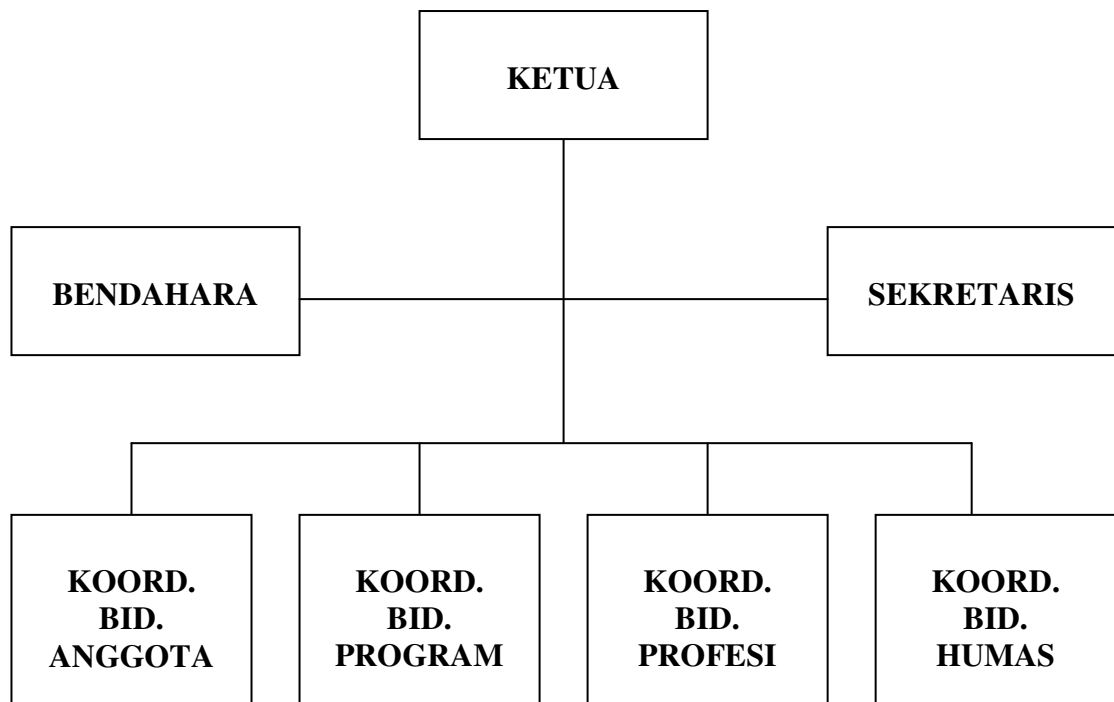 KETUA
BENDAHARA
SEKRETARIS
KOORD.
BID.
ANGGOTA
KOORD.
BID.
PROGRAM
KOORD.
BID.
PROFESI
KOORD.
BID.
HUMAS